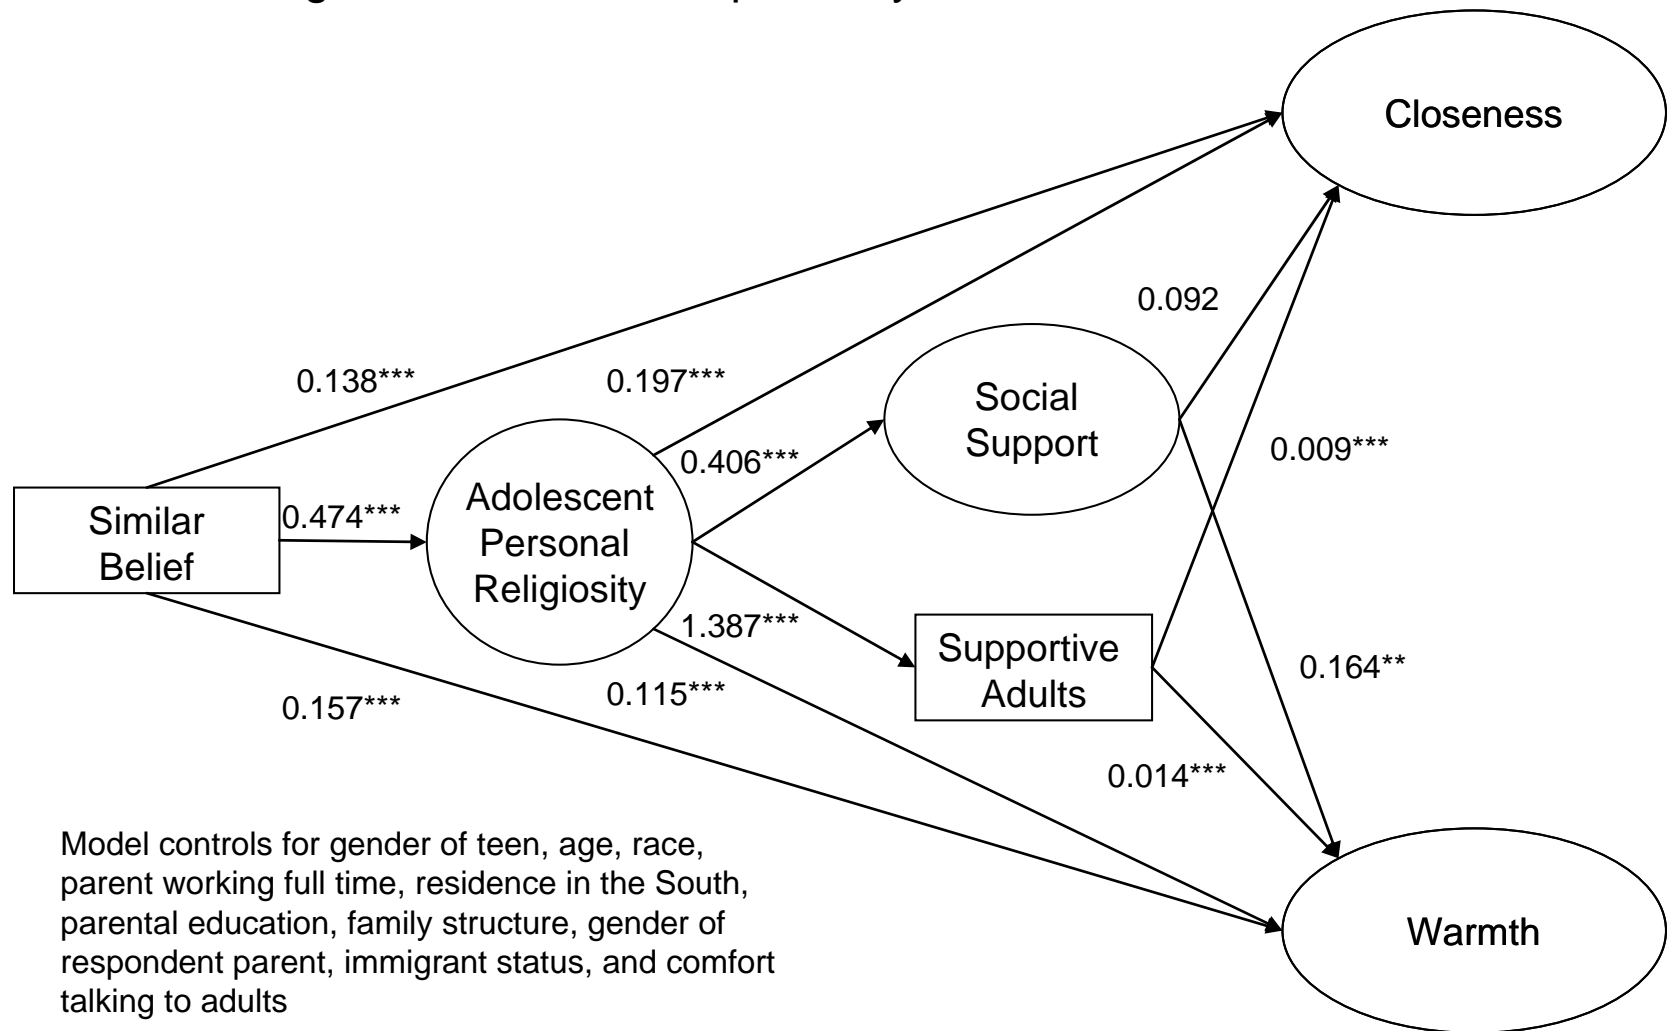 Closeness
0.092
0.138***
0.197***
Social
Support
0.406***
0.009***
Adolescent
Personal
Religiosity
Similar
Belief
0.474***
1.387***
Supportive
Adults
0.164**
0.115***
0.157***
0.014***
Model controls for gender of teen, age, race,
parent working full time, residence in the South,
parental education, family structure, gender of
respondent parent, immigrant status, and comfort
talking to adults
Warmth